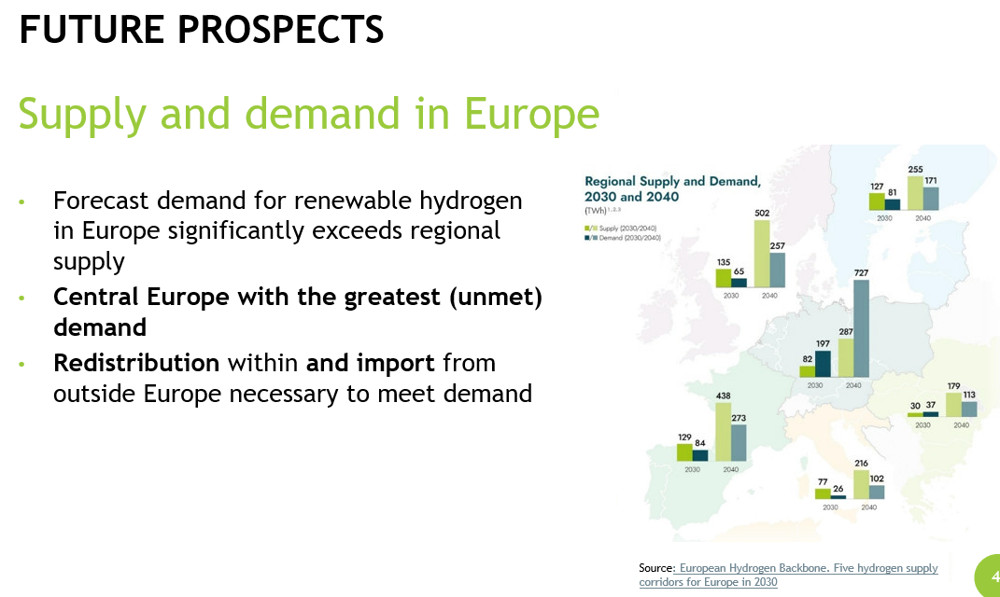 FUTURE PROSPECTS
Supply and demand in Europe
• Forecast demand for renewable hydrogen
in Europe significantly exceeds regional
supply
• Central Europe with the greatest (unmet)
demand
• Redistribution within and import from
outside Europe necessary to meet demand
Regional Supply and Demand,
2030 and 2040
(TWh)¹˒²˒³
Supply (2030/2040)
Demand (2030/2040)
127 81 255 171
2030 2040
135 65 502 257
2030 2040
82 197 287 727
2030 2040
30 37 179 113
2030 2040
129 84 438 273
2030 2040
77 26 216 102
2030 2040
Source: European Hydrogen Backbone. Five hydrogen supply
corridors for Europe in 2030
4